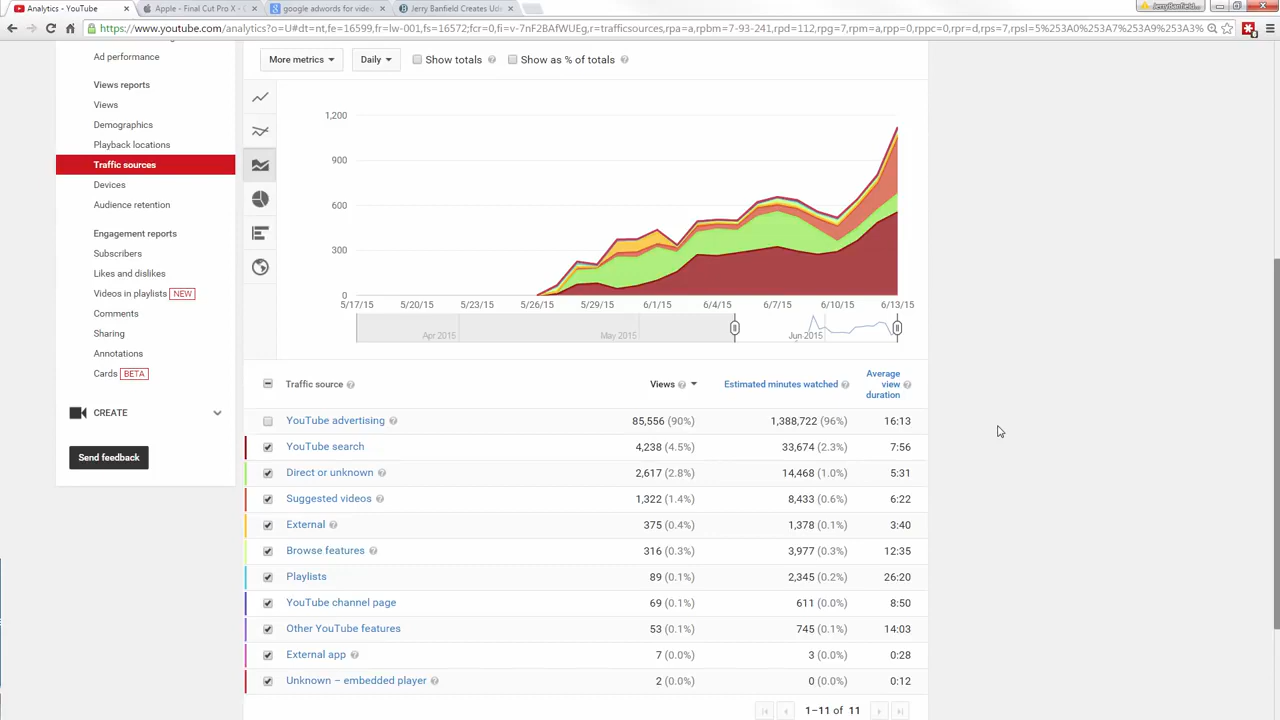 Analytics - YouTube
Apple - Final Cut Pro X -
google adwords for vide
Jerry Banfield Creates Ud
JerryBanfield
https://www.youtube.com/analytics?o=U#dt=nt,fe=16599,fr=lw-001,fs=16572;fcr=0,fi=v-7nF2BAfWUEg,r=trafficsources,rpa=a,rpbm=7-93-241,rpd=112,rpg=7,rpm=a,rpp=0,rppc=0,rpr=d,rps=7,rpsl=5%253A0%253A7%253A9%253A3%
Ad performance
Views reports
Views
Demographics
Playback locations
Traffic sources
Devices
Audience retention
Engagement reports
Subscribers
Likes and dislikes
Videos in playlists NEW
Comments
Sharing
Annotations
Cards BETA
CREATE
Send feedback
More metrics Daily Show totals Show as % of totals
1,200
900
600
300
0
5/17/15 5/20/15 5/23/15 5/26/15 5/29/15 6/1/15 6/4/15 6/7/15 6/10/15 6/13/15
Apr 2015 May 2015 Jun 2015
Traffic source Views Estimated minutes watched Average view duration
YouTube advertising 85,556 (90%) 1,388,722 (96%) 16:13
YouTube search 4,238 (4.5%) 33,674 (2.3%) 7:56
Direct or unknown 2,617 (2.8%) 14,468 (1.0%) 5:31
Suggested videos 1,322 (1.4%) 8,433 (0.6%) 6:22
External 375 (0.4%) 1,378 (0.1%) 3:40
Browse features 316 (0.3%) 3,977 (0.3%) 12:35
Playlists 89 (0.1%) 2,345 (0.2%) 26:20
YouTube channel page 69 (0.1%) 611 (0.0%) 8:50
Other YouTube features 53 (0.1%) 745 (0.1%) 14:03
External app 7 (0.0%) 3 (0.0%) 0:28
Unknown – embedded player 2 (0.0%) 0 (0.0%) 0:12
1–11 of 11